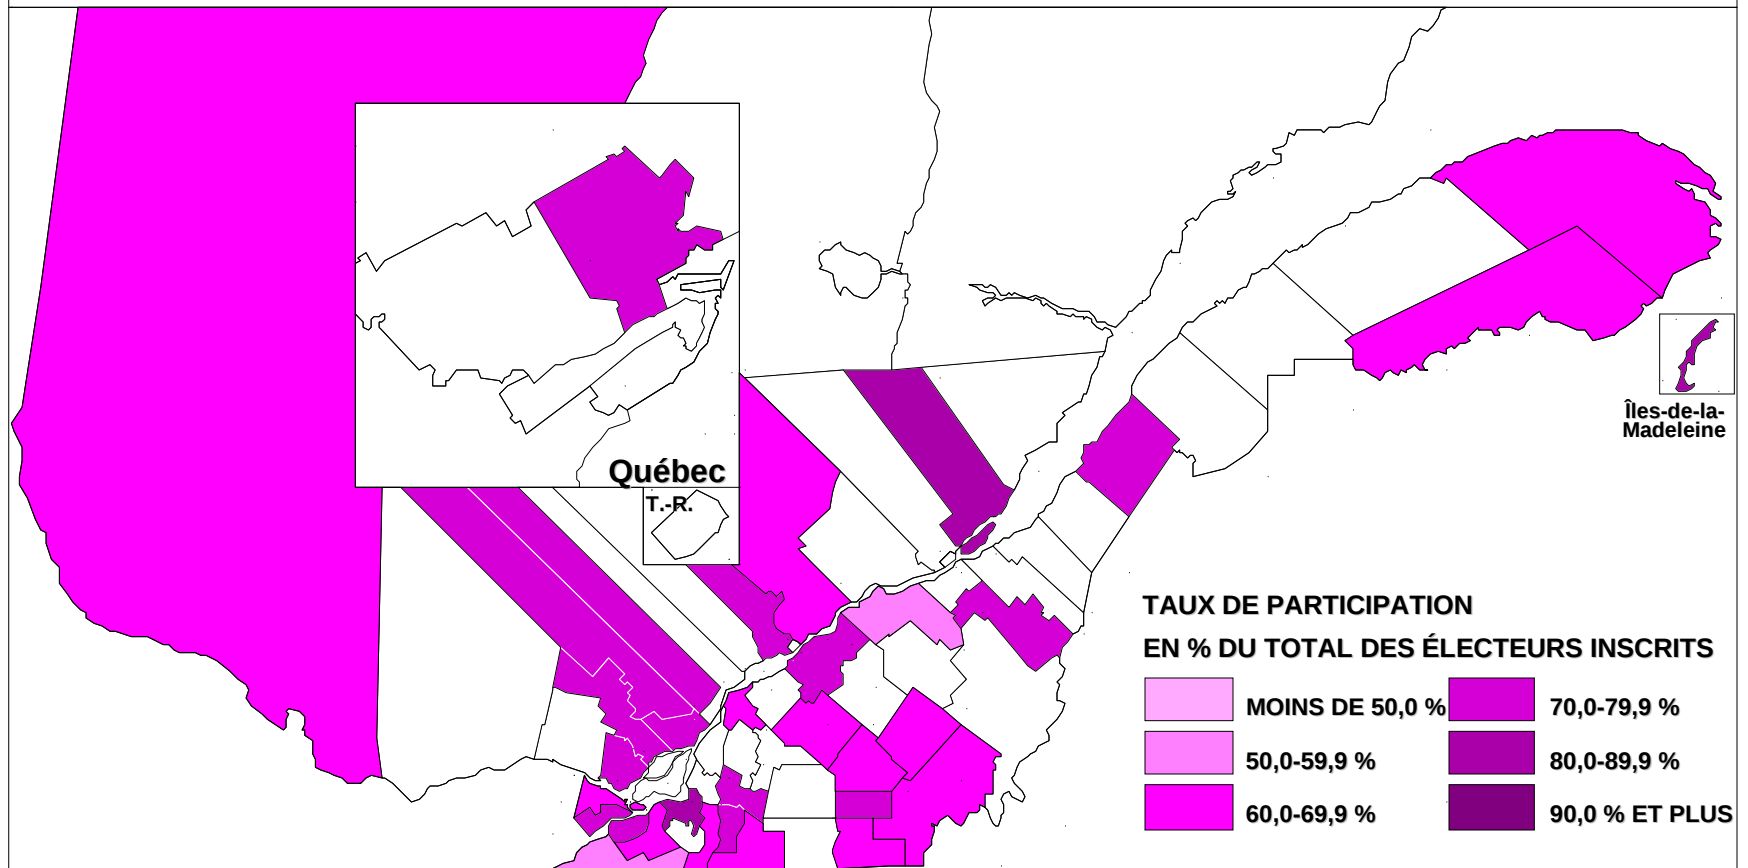 Québec
T.-R.
Îles-de-la-
Madeleine
TAUX DE PARTICIPATION
EN % DU TOTAL DES ÉLECTEURS INSCRITS
MOINS DE 50,0 %
50,0-59,9 %
60,0-69,9 %
70,0-79,9 %
80,0-89,9 %
90,0 % ET PLUS